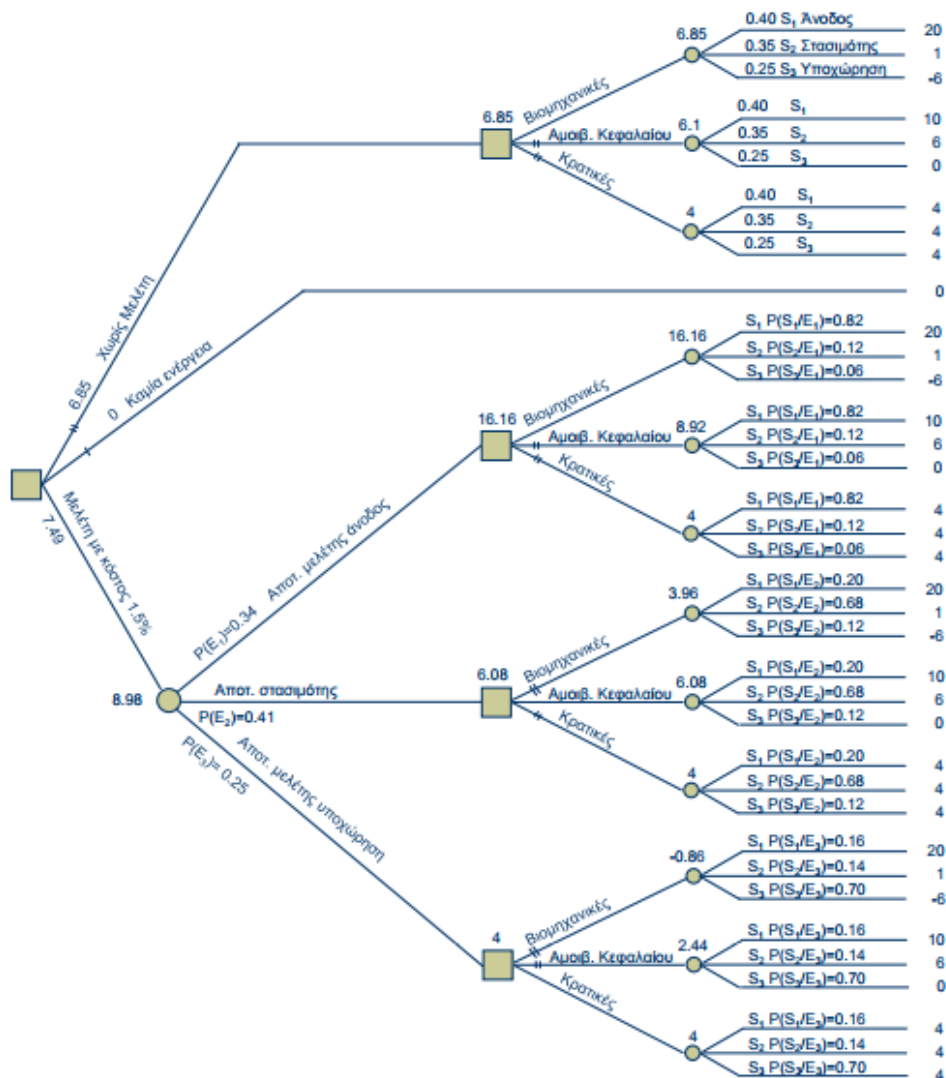 6.85
0.40 S₁ Άνοδος
20
0.35 S₂ Στασιμότης
1
0.25 S₃ Υποχώρηση
-6
Βιομηχανικές
6.85
Αμοιβ. Κεφαλαίου
6.1
0.40 S₁
10
0.35 S₂
6
0.25 S₃
0
Κρατικές
4
0.40 S₁
4
0.35 S₂
4
0.25 S₃
4
Χωρίς Μελέτη
6.85
0 Καμία ενέργεια
0
16.16
S₁ P(S₁/E₁)=0.82
20
S₂ P(S₂/E₁)=0.12
1
S₃ P(S₃/E₁)=0.06
-6
Βιομηχανικές
16.16
Αμοιβ. Κεφαλαίου
8.92
S₁ P(S₁/E₁)=0.82
10
S₂ P(S₂/E₁)=0.12
6
S₃ P(S₃/E₁)=0.06
0
Κρατικές
4
S₁ P(S₁/E₁)=0.82
4
S₂ P(S₂/E₁)=0.12
4
S₃ P(S₃/E₁)=0.06
4
7.49
Μελέτη με κόστος 1.5%
Αποτ. μελέτης άνοδος
P(E₁)=0.34
3.96
S₁ P(S₁/E₂)=0.20
20
S₂ P(S₂/E₂)=0.68
1
S₃ P(S₃/E₂)=0.12
-6
Βιομηχανικές
8.98
Αποτ. στασιμότης
P(E₂)=0.41
6.08
Αμοιβ. Κεφαλαίου
6.08
S₁ P(S₁/E₂)=0.20
10
S₂ P(S₂/E₂)=0.68
6
S₃ P(S₃/E₂)=0.12
0
Κρατικές
4
S₁ P(S₁/E₂)=0.20
4
S₂ P(S₂/E₂)=0.68
4
S₃ P(S₃/E₂)=0.12
4
P(E₃)= 0.25
Αποτ. μελέτης υποχώρηση
-0.86
S₁ P(S₁/E₃)=0.16
20
S₂ P(S₂/E₃)=0.14
1
S₃ P(S₃/E₃)=0.70
-6
Βιομηχανικές
4
Αμοιβ. Κεφαλαίου
2.44
S₁ P(S₁/E₃)=0.16
10
S₂ P(S₂/E₃)=0.14
6
S₃ P(S₃/E₃)=0.70
0
Κρατικές
4
S₁ P(S₁/E₃)=0.16
4
S₂ P(S₂/E₃)=0.14
4
S₃ P(S₃/E₃)=0.70
4